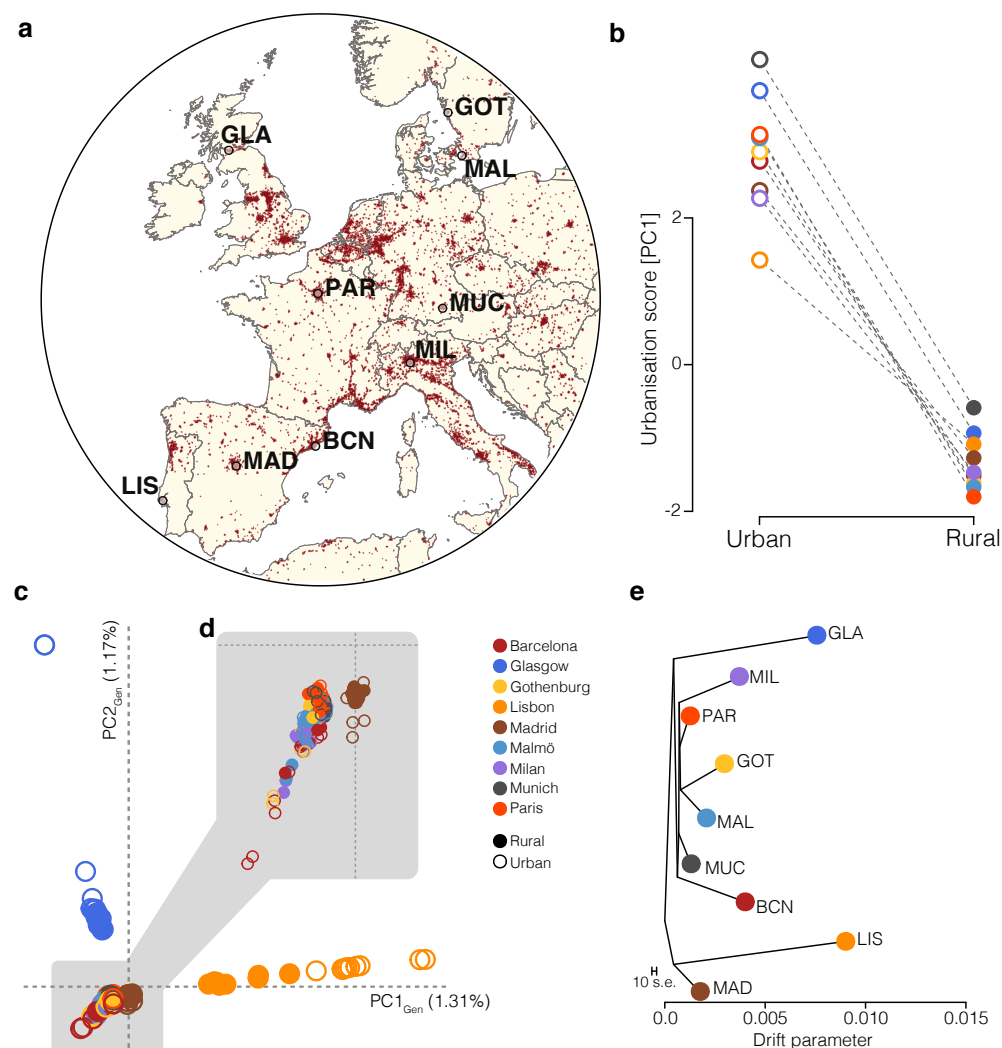 a
GOT
GLA
MAL
PAR
MUC
MIL
BCN
MAD
LIS
b
Urbanisation score [PC1]
2
0
-2
Urban
Rural
c
PC2Gen (1.17%)
PC1Gen (1.31%)
d
Barcelona
Glasgow
Gothenburg
Lisbon
Madrid
Malmö
Milan
Munich
Paris
Rural
Urban
e
GLA
MIL
PAR
GOT
MAL
MUC
BCN
LIS
MAD
10 s.e.
0.0
0.005
0.010
0.015
Drift parameter